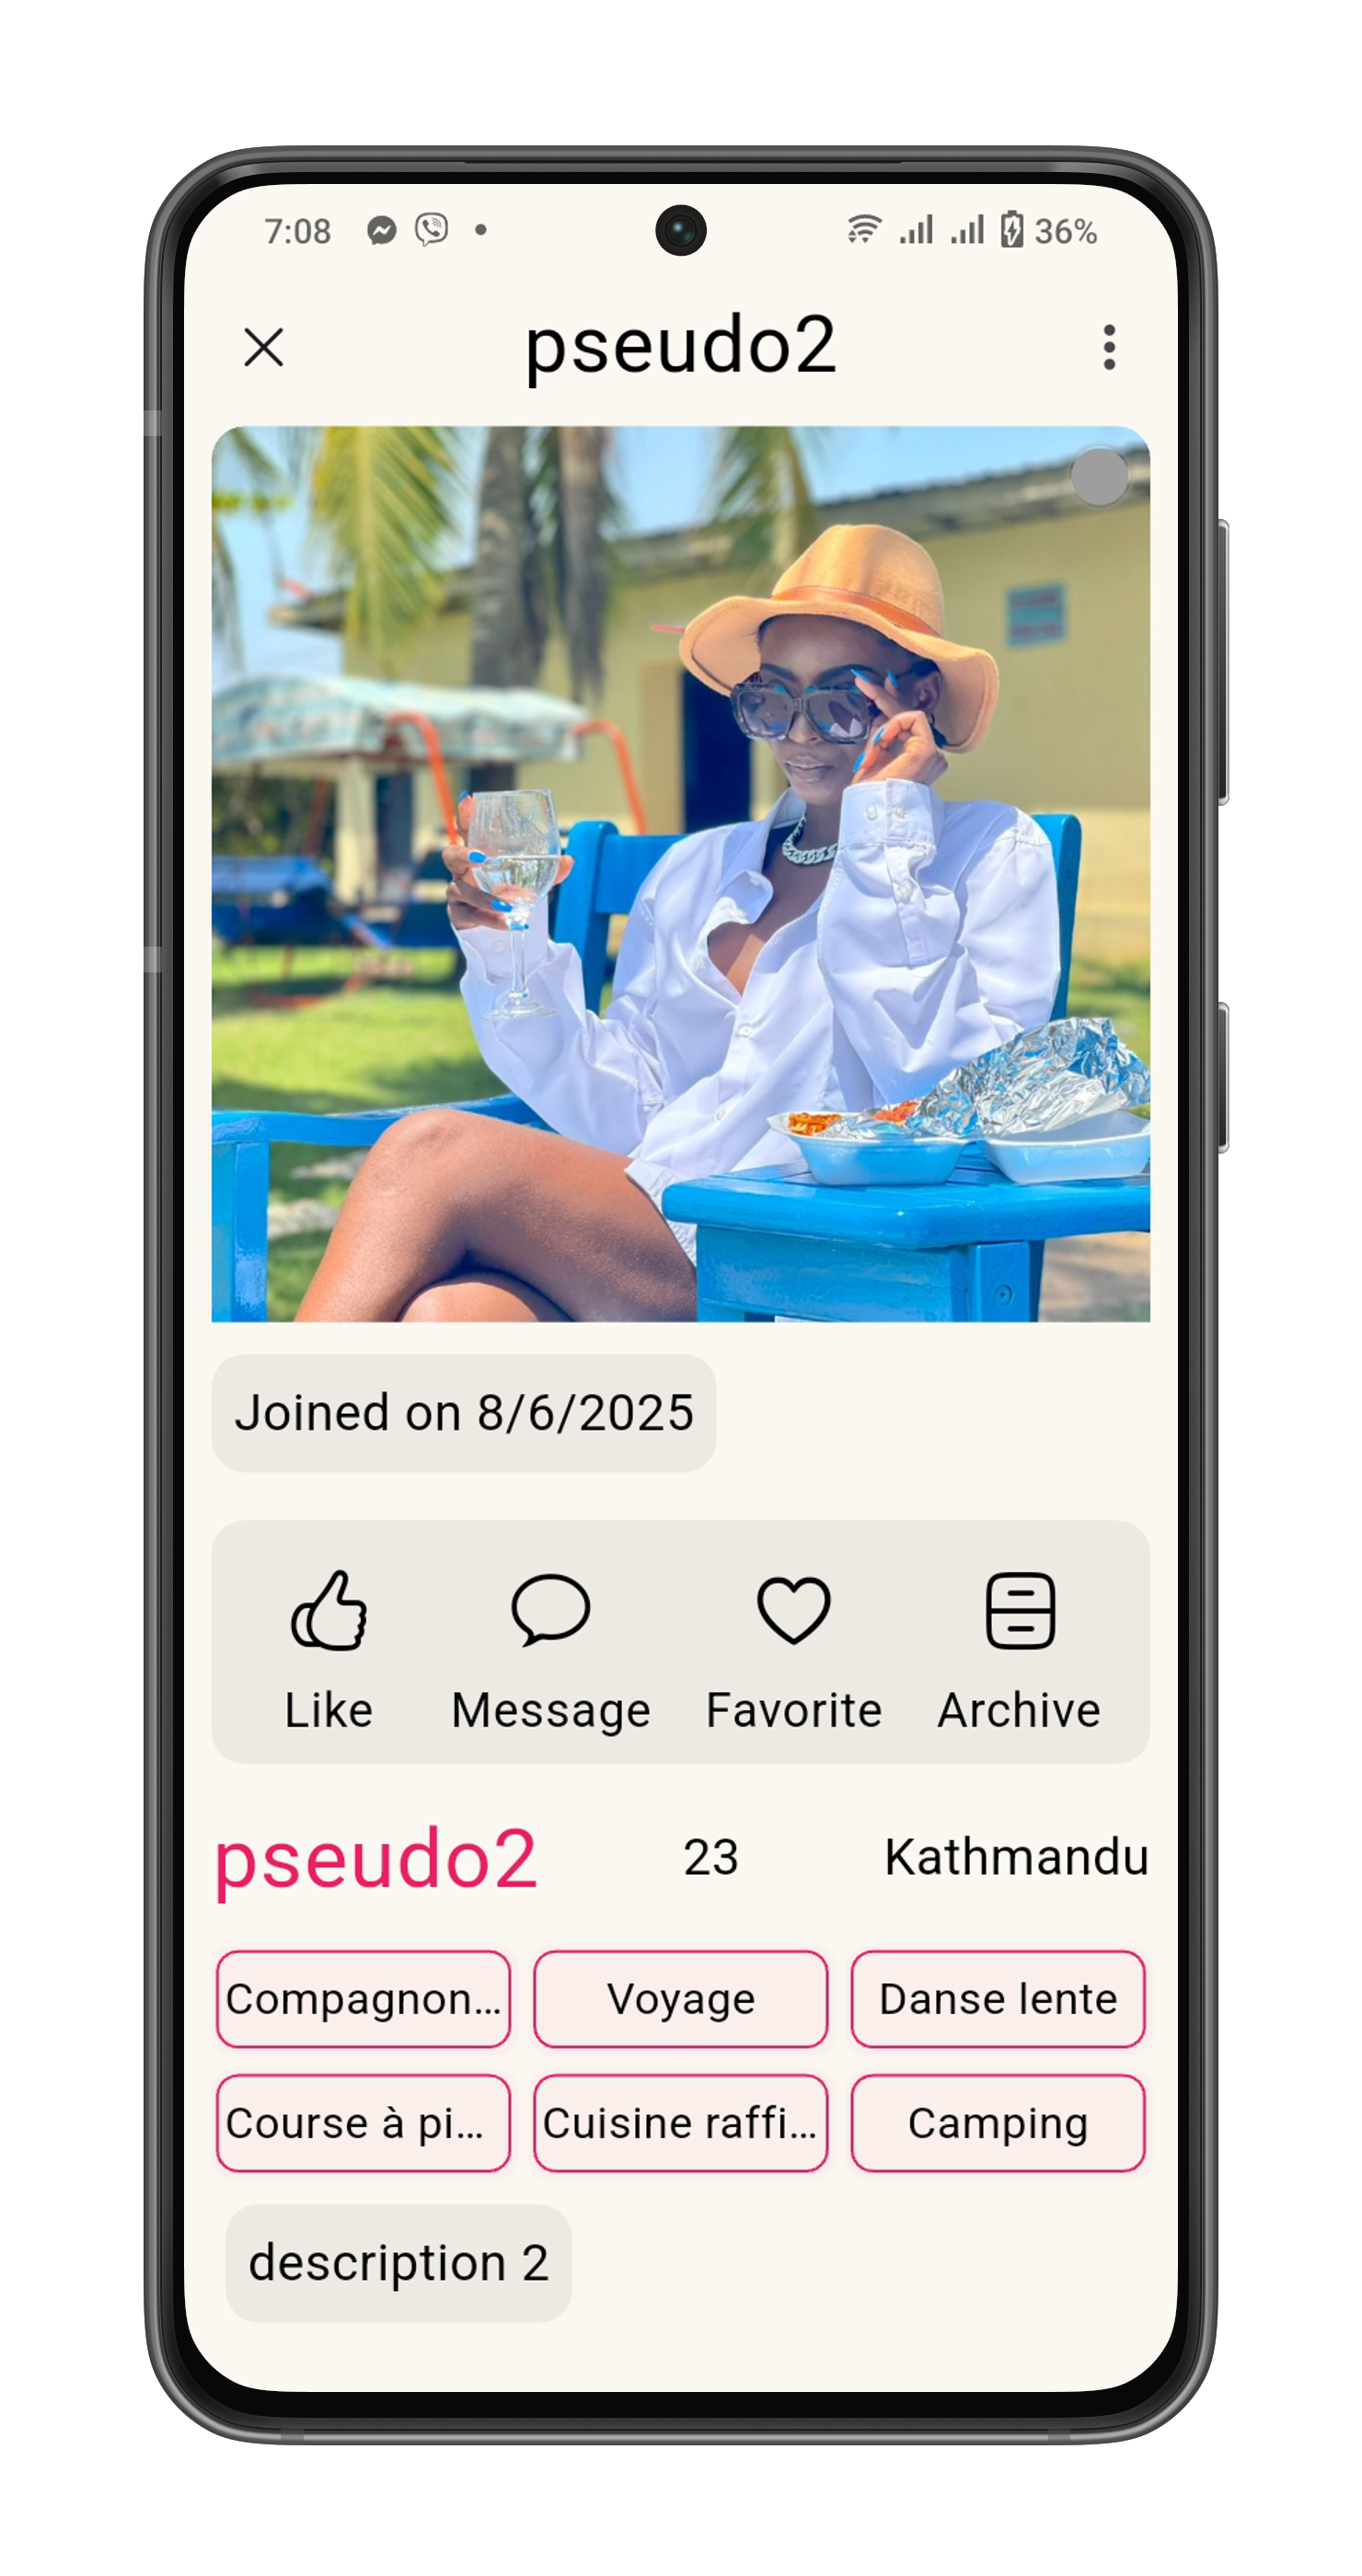 7:08 36%
pseudo2
Joined on 8/6/2025
Like Message Favorite Archive
pseudo2 23 Kathmandu
Compagnon... Voyage Danse lente
Course à pi... Cuisine raffi... Camping
description 2